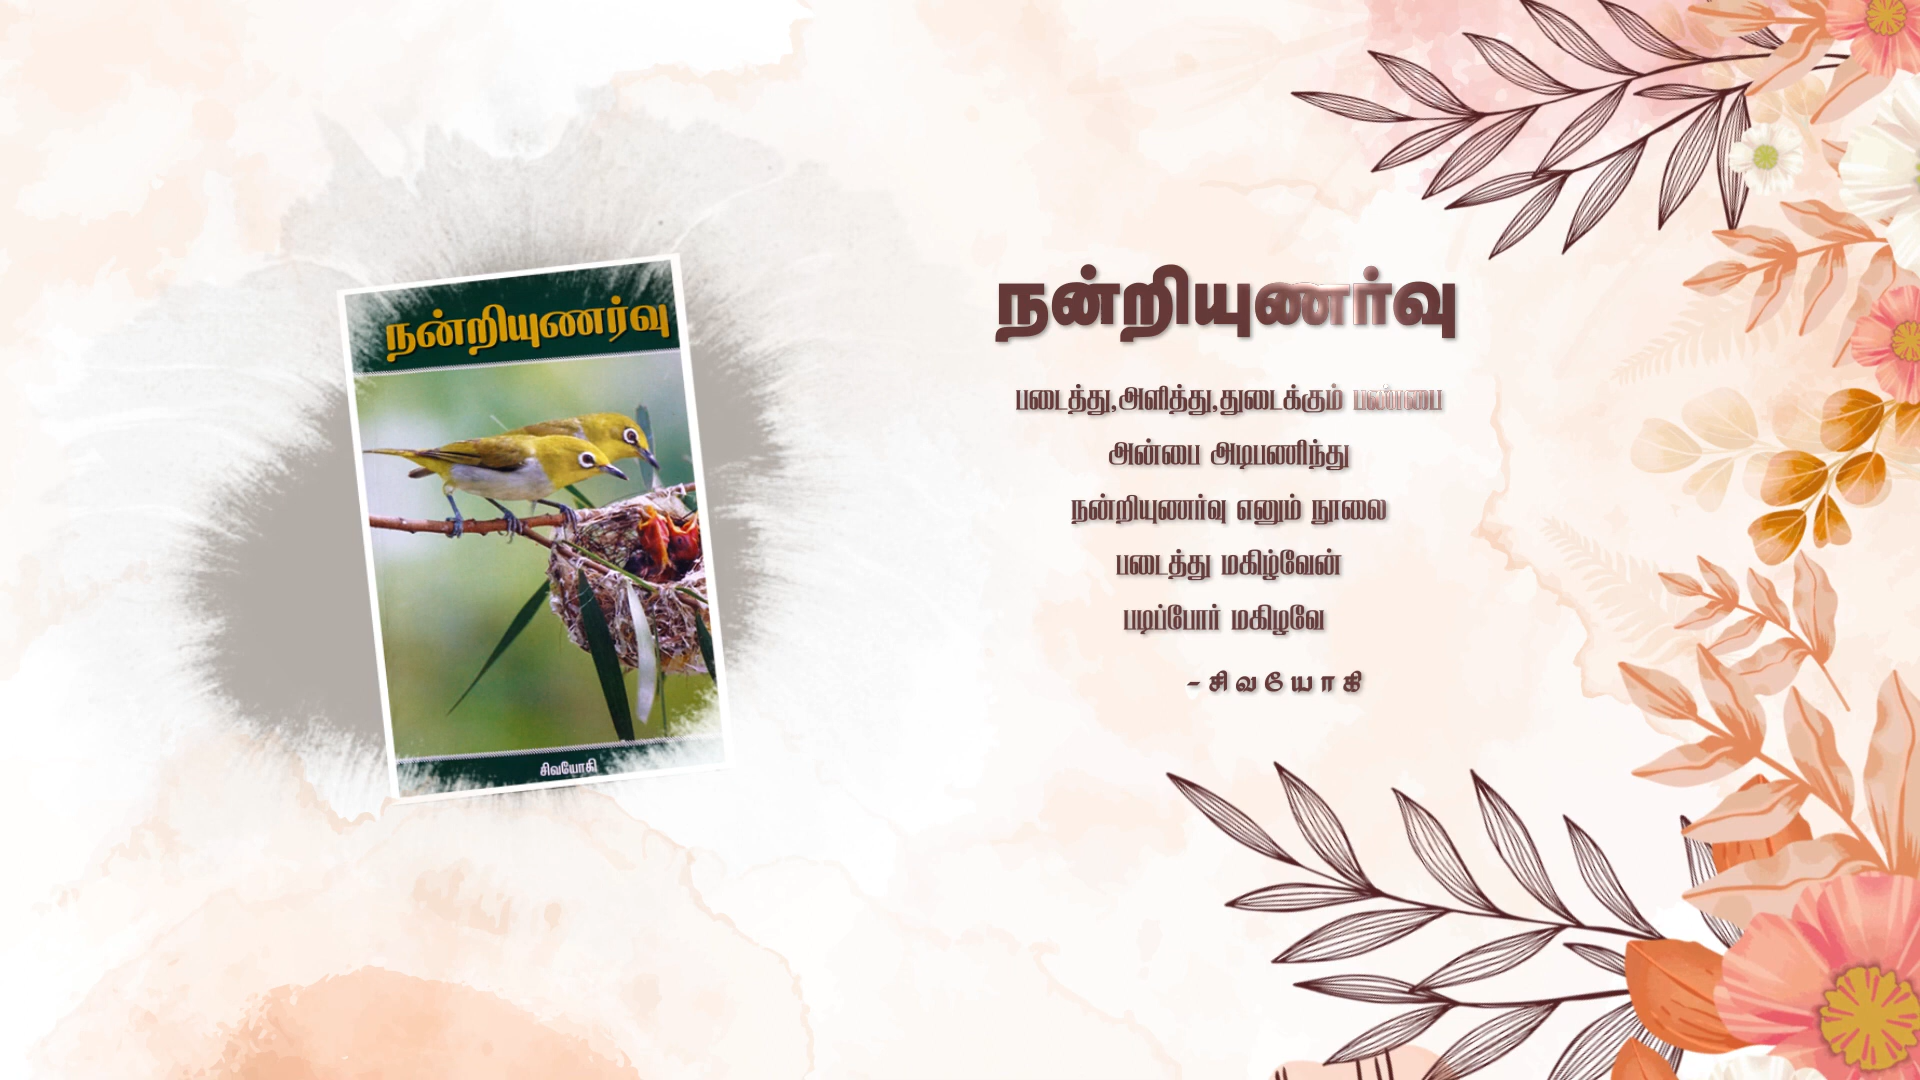 நன்றியுணர்வு
சிவயோகி
நன்றியுணர்வு
படைத்து,அளித்து,துடைக்கும் பண்பை
அன்பை அடிபணிந்து
நன்றியுணர்வு எனும் நூலை
படைத்து மகிழ்வேன்
படிப்போர் மகிழவே
- சிவயோகி